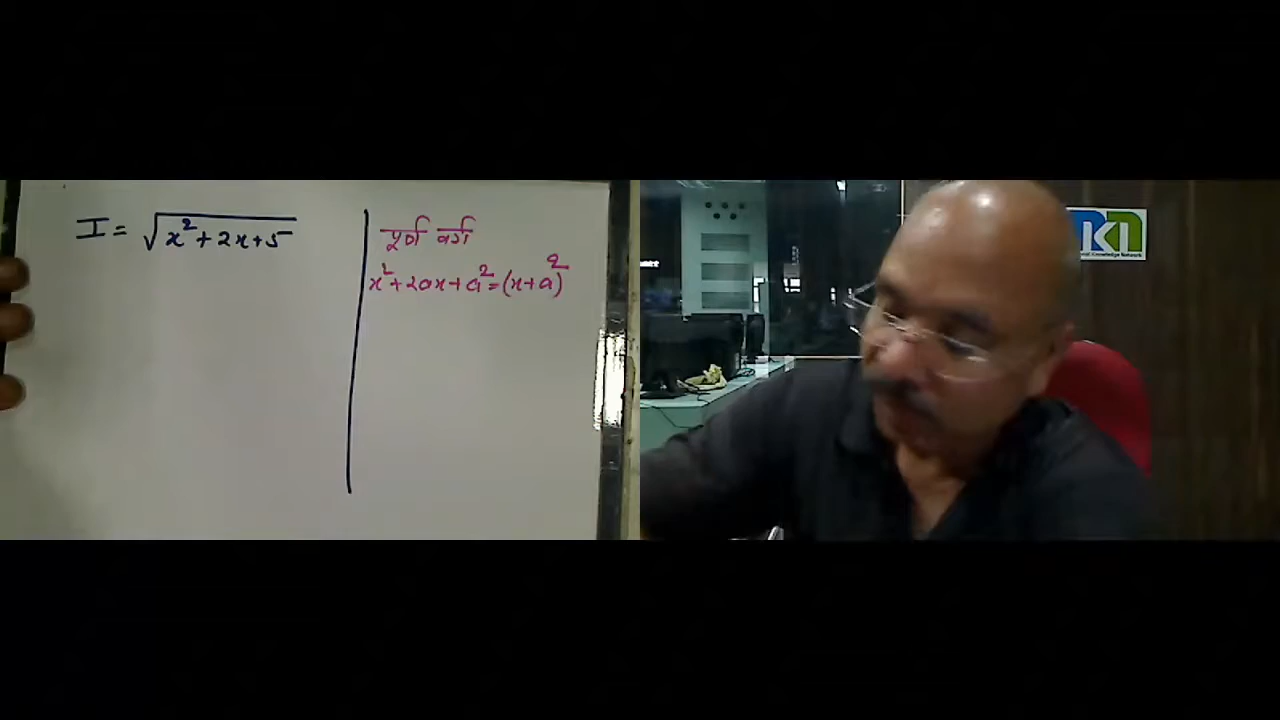 I = √x²+2x+5
पूर्ण वर्ग
x²+2ax+a²=(x+a)²